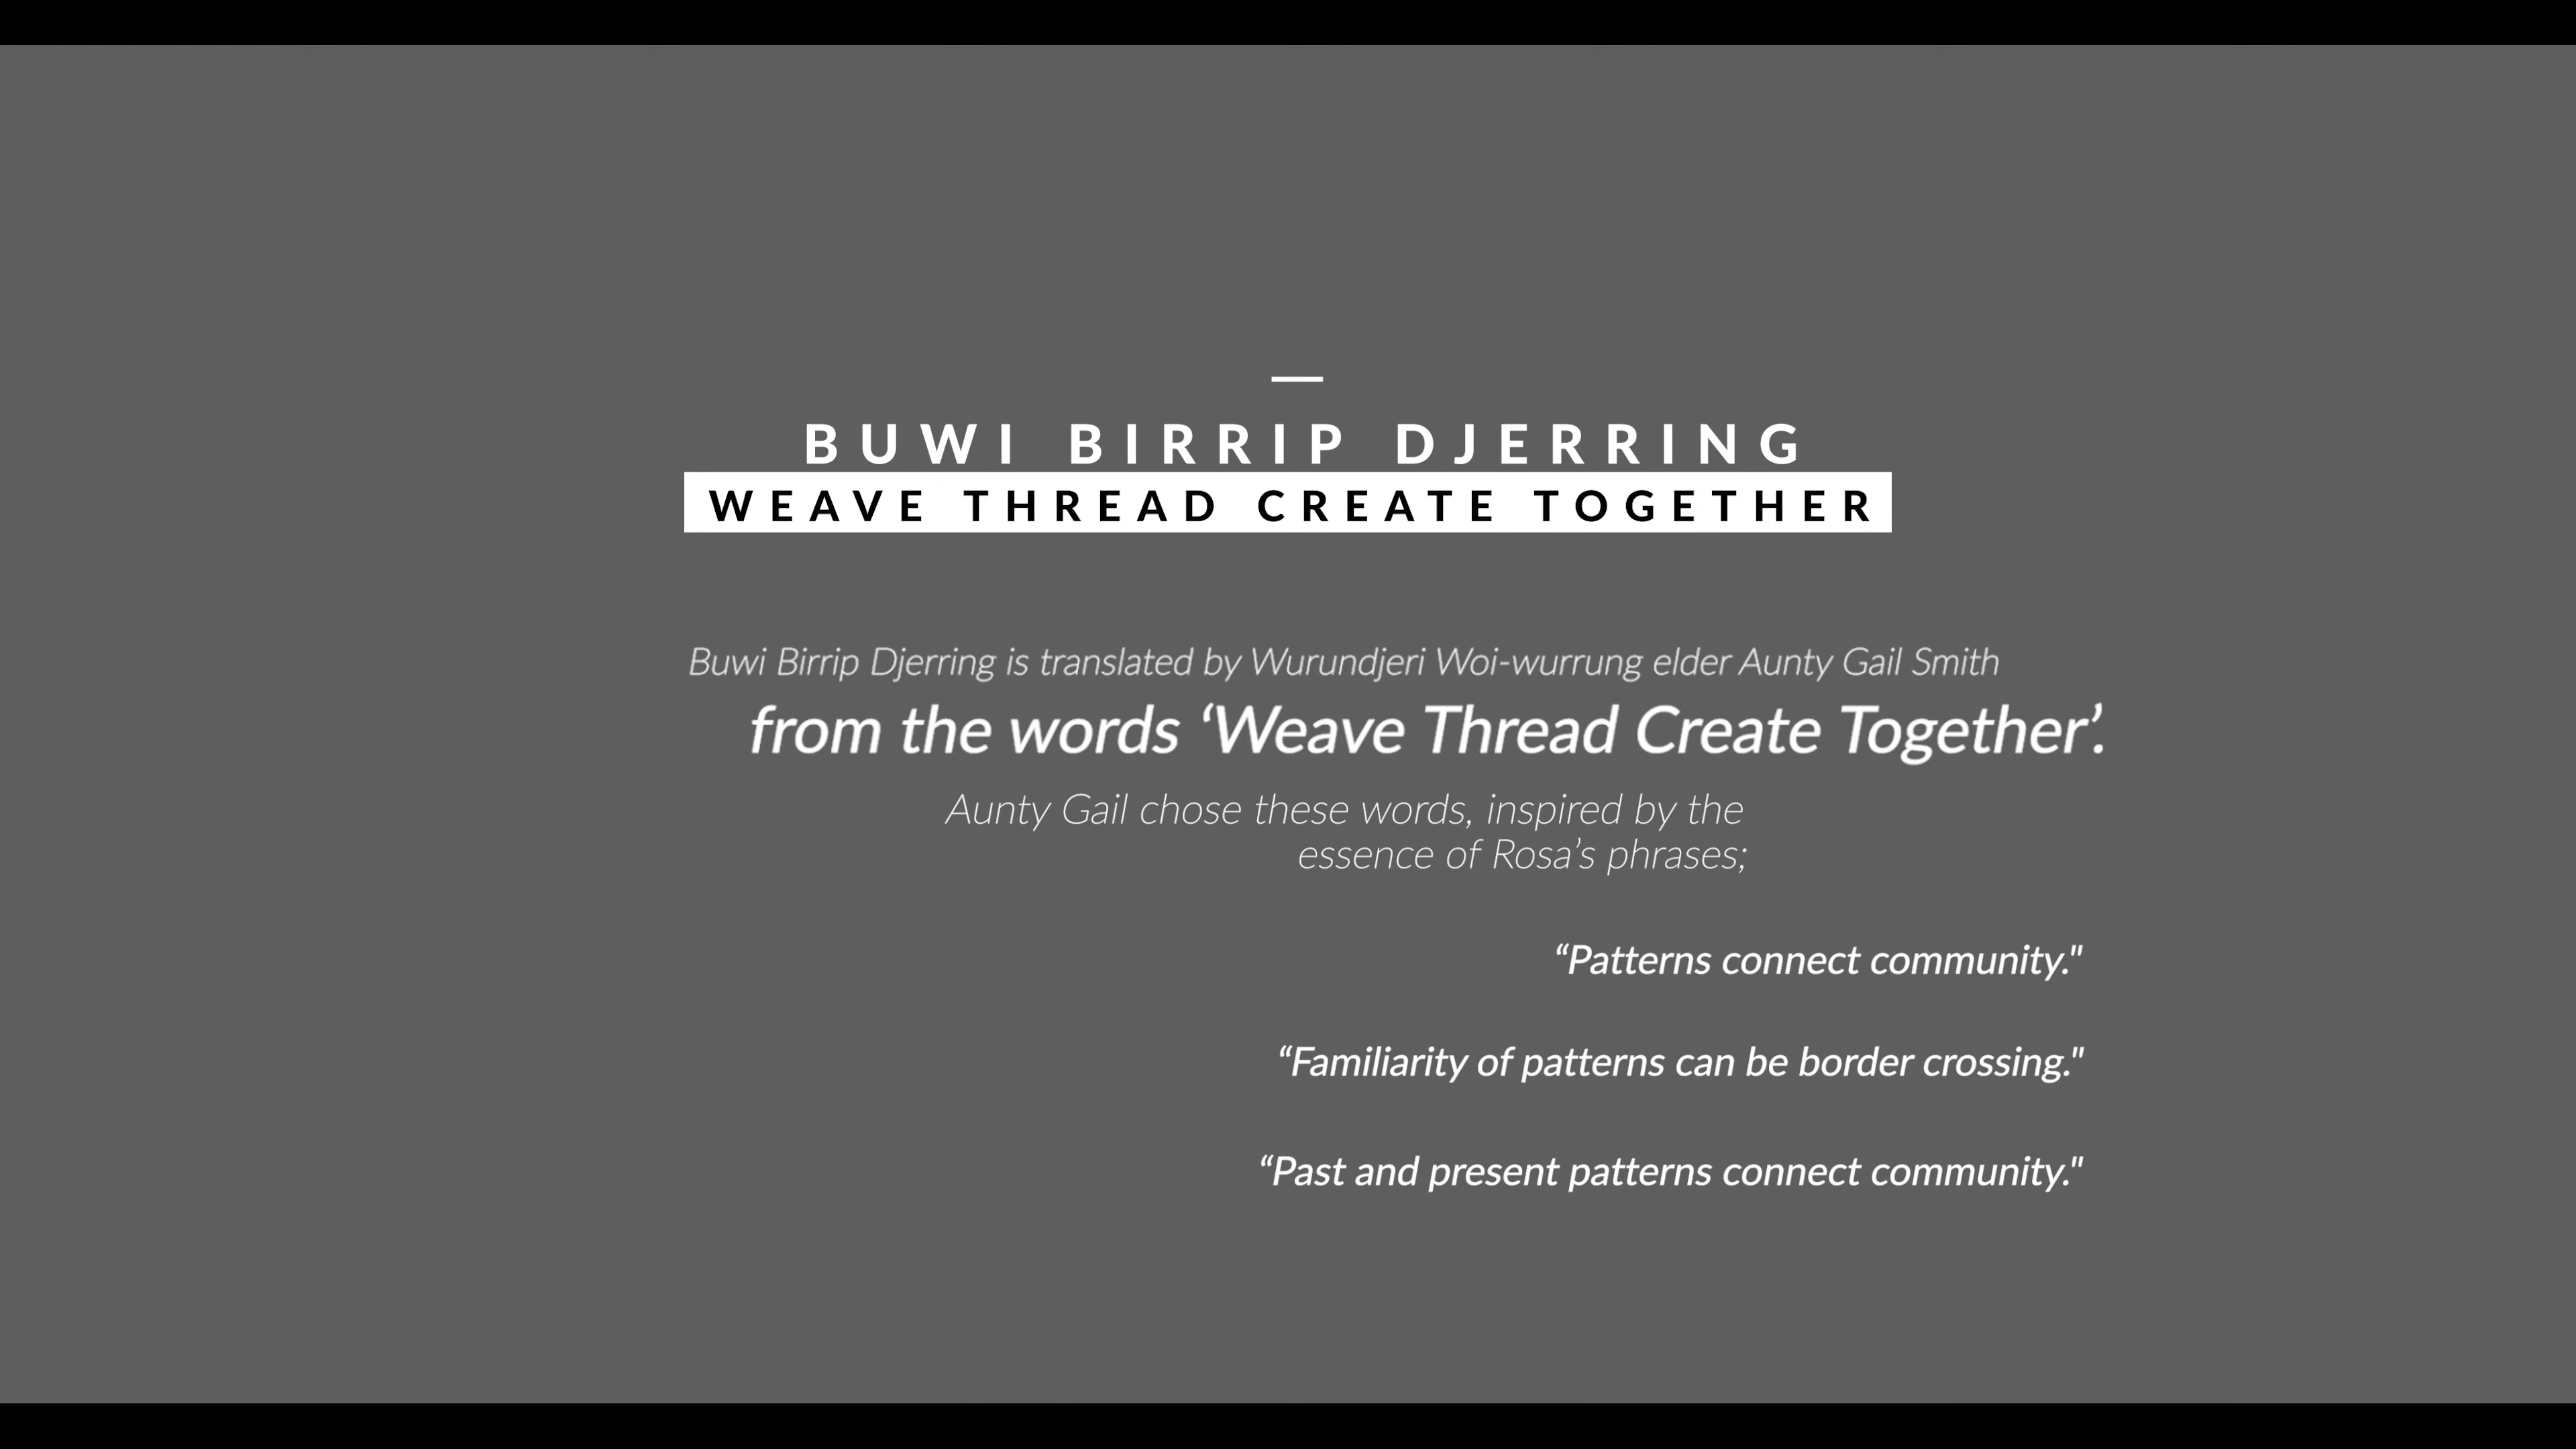 BUWI BIRRIP DJERRING
WEAVE THREAD CREATE TOGETHER
Buwi Birrip Djerring is translated by Wurundjeri Woi-wurrung elder Aunty Gail Smith
from the words ‘Weave Thread Create Together’.
Aunty Gail chose these words, inspired by the
essence of Rosa’s phrases;
“Patterns connect community."
“Familiarity of patterns can be border crossing."
“Past and present patterns connect community."